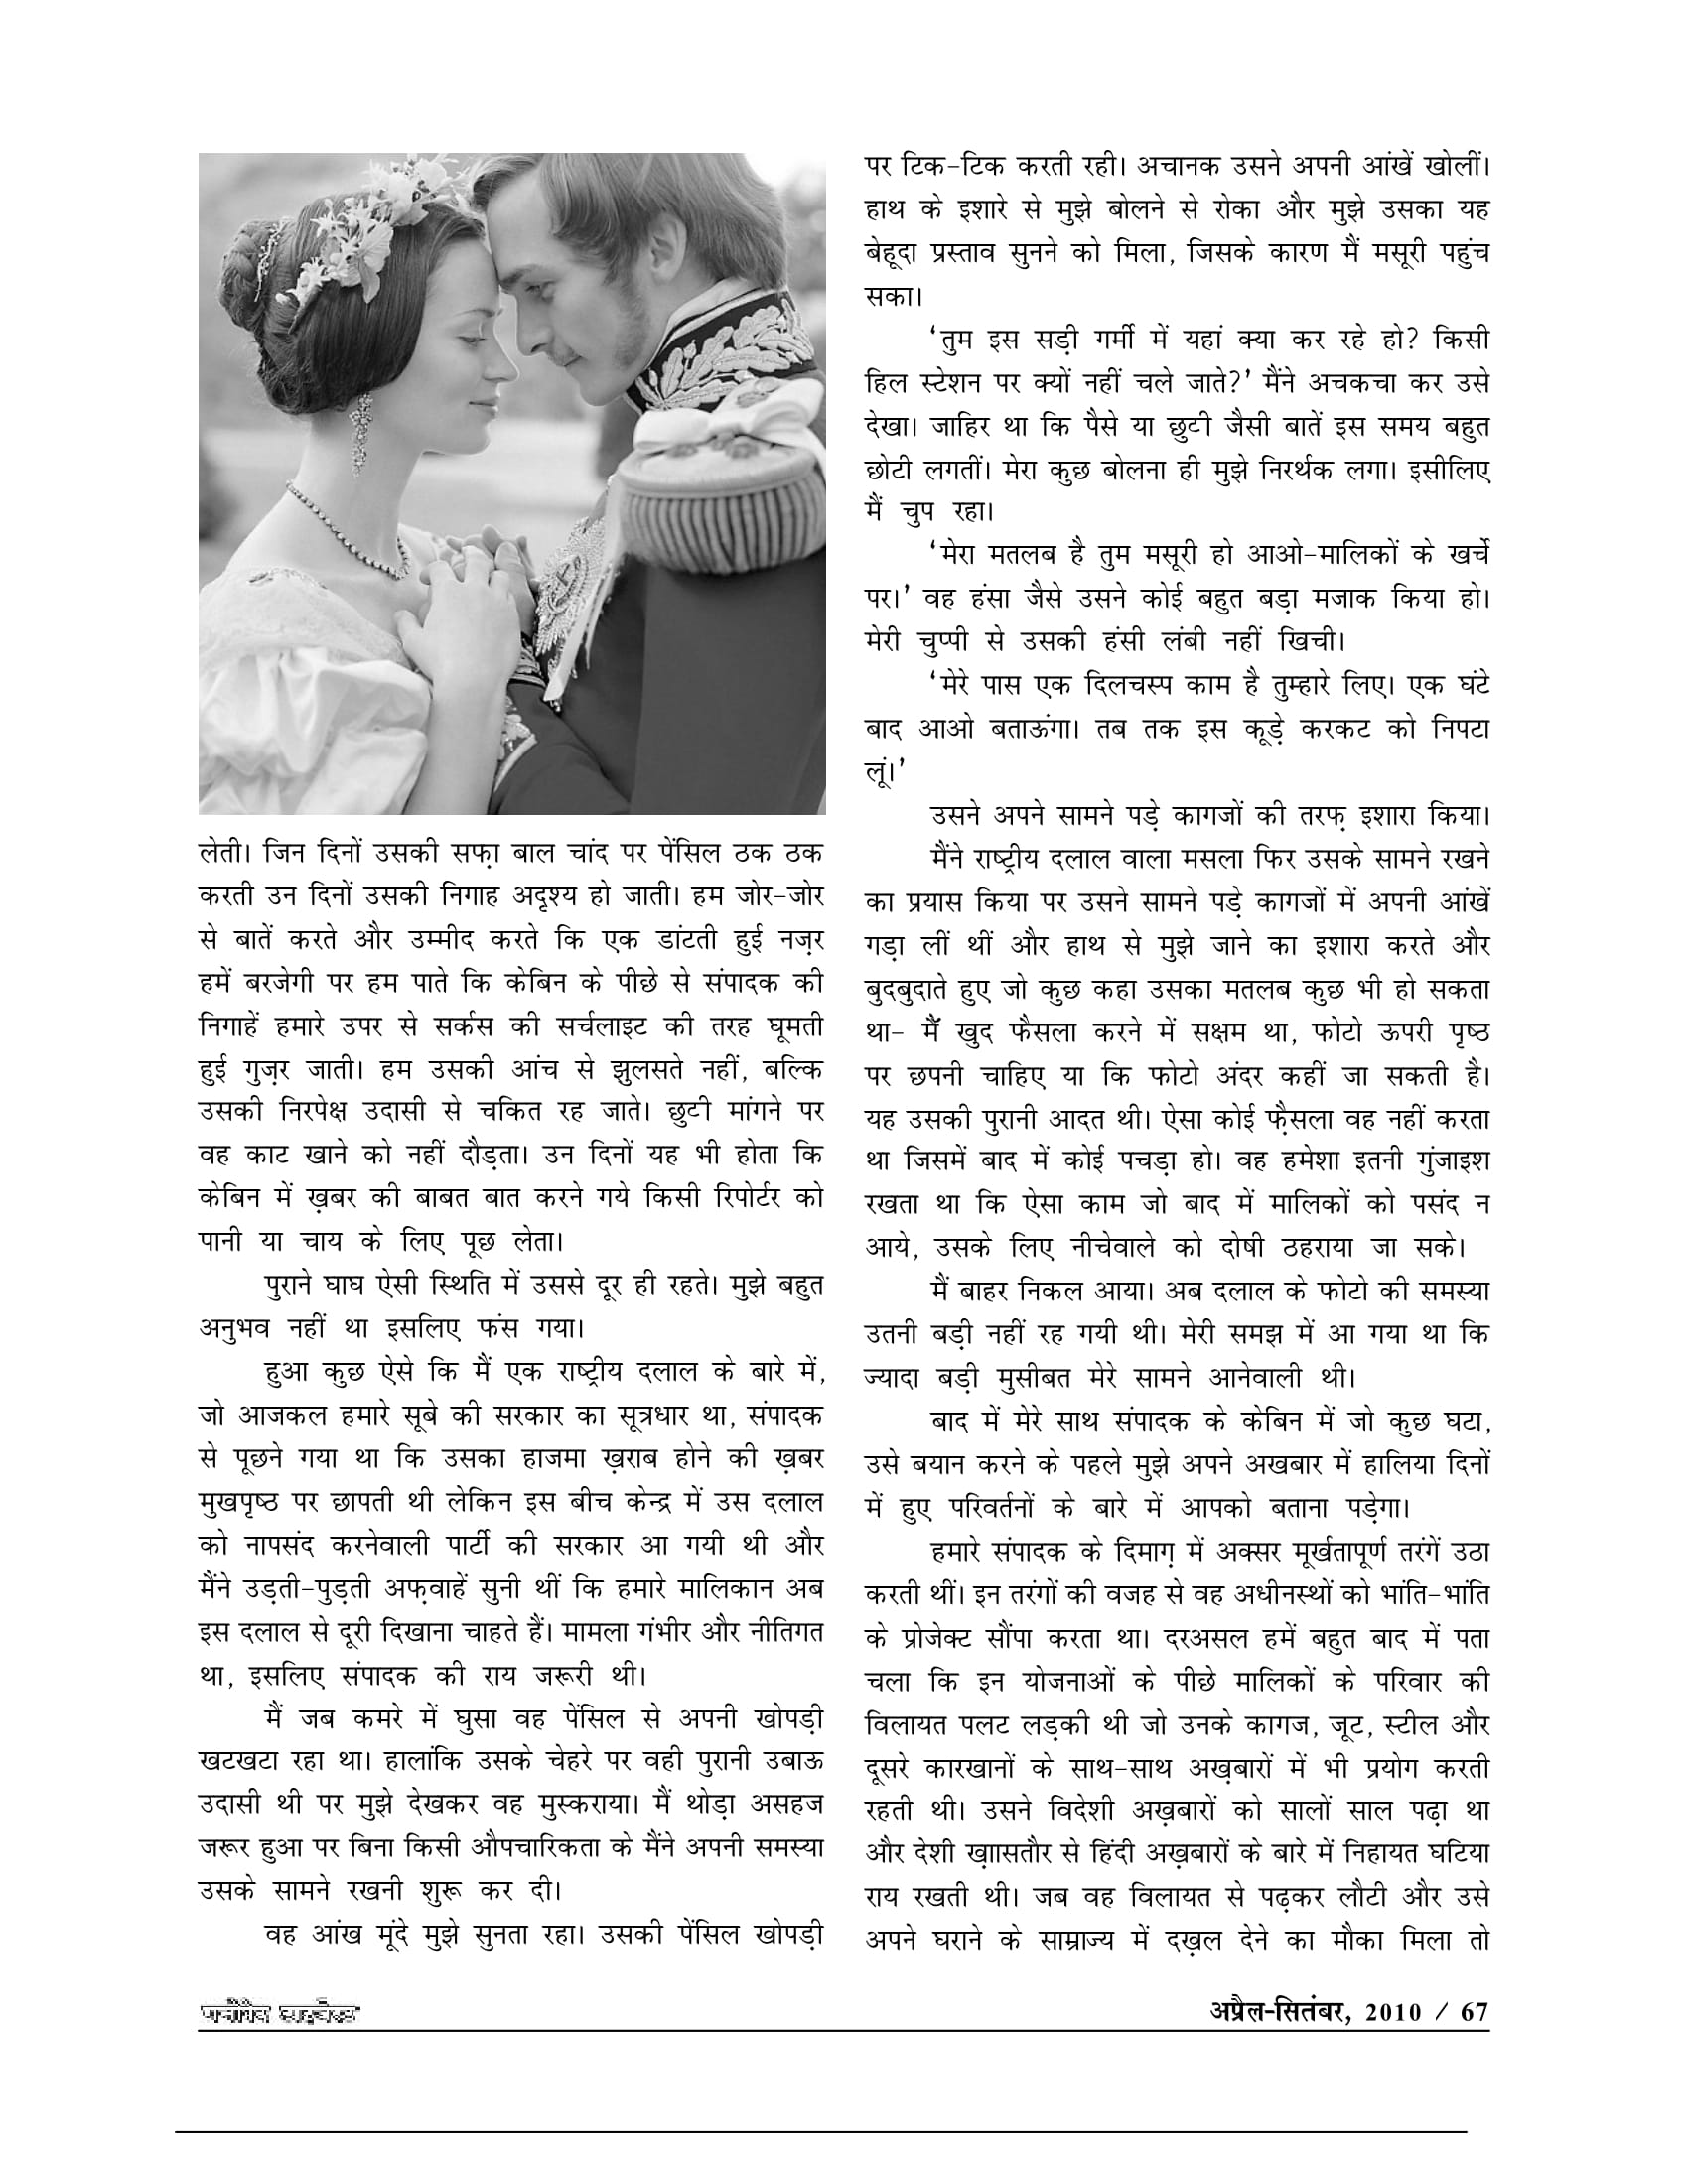 लेती। जिन दिनों उसकी सफ़ा बाल चांद पर पेंसिल ठक ठक
करती उन दिनों उसकी निगाह अदृश्य हो जाती। हम जोर-जोर
से बातें करते और उम्मीद करते कि एक डांटती हुई नज़र
हमें बरजेगी पर हम पाते कि केबिन के पीछे से संपादक की
निगाहें हमारे उपर से सर्कस की सर्चलाइट की तरह घूमती
हुई गुज़र जाती। हम उसकी आंच से झुलसते नहीं, बल्कि
उसकी निरपेक्ष उदासी से चकित रह जाते। छुटी मांगने पर
वह काट खाने को नहीं दौड़ता। उन दिनों यह भी होता कि
केबिन में ख़बर की बाबत बात करने गये किसी रिपोर्टर को
पानी या चाय के लिए पूछ लेता।
पुराने घाघ ऐसी स्थिति में उससे दूर ही रहते। मुझे बहुत
अनुभव नहीं था इसलिए फंस गया।
हुआ कुछ ऐसे कि मैं एक राष्ट्रीय दलाल के बारे में,
जो आजकल हमारे सूबे की सरकार का सूत्रधार था, संपादक
से पूछने गया था कि उसका हाजमा ख़राब होने की ख़बर
मुखपृष्ठ पर छापती थी लेकिन इस बीच केन्द्र में उस दलाल
को नापसंद करनेवाली पार्टी की सरकार आ गयी थी और
मैंने उड़ती-पुड़ती अफ़वाहें सुनी थीं कि हमारे मालिकान अब
इस दलाल से दूरी दिखाना चाहते हैं। मामला गंभीर और नीतिगत
था, इसलिए संपादक की राय जरूरी थी।
मैं जब कमरे में घुसा वह पेंसिल से अपनी खोपड़ी
खटखटा रहा था। हालांकि उसके चेहरे पर वही पुरानी उबाऊ
उदासी थी पर मुझे देखकर वह मुस्कराया। मैं थोड़ा असहज
जरूर हुआ पर बिना किसी औपचारिकता के मैंने अपनी समस्या
उसके सामने रखनी शुरू कर दी।
वह आंख मूंदे मुझे सुनता रहा। उसकी पेंसिल खोपड़ी
पर टिक-टिक करती रही। अचानक उसने अपनी आंखें खोलीं।
हाथ के इशारे से मुझे बोलने से रोका और मुझे उसका यह
बेहूदा प्रस्ताव सुनने को मिला, जिसके कारण मैं मसूरी पहुंच
सका।
‘तुम इस सड़ी गर्मी में यहां क्या कर रहे हो? किसी
हिल स्टेशन पर क्यों नहीं चले जाते?’ मैंने अचकचा कर उसे
देखा। जाहिर था कि पैसे या छुटी जैसी बातें इस समय बहुत
छोटी लगतीं। मेरा कुछ बोलना ही मुझे निरर्थक लगा। इसीलिए
मैं चुप रहा।
‘मेरा मतलब है तुम मसूरी हो आओ-मालिकों के खर्चे
पर।’ वह हंसा जैसे उसने कोई बहुत बड़ा मजाक किया हो।
मेरी चुप्पी से उसकी हंसी लंबी नहीं खिची।
‘मेरे पास एक दिलचस्प काम है तुम्हारे लिए। एक घंटे
बाद आओ बताऊंगा। तब तक इस कूड़े करकट को निपटा
लूं।’
उसने अपने सामने पड़े कागजों की तरफ़ इशारा किया।
मैंने राष्ट्रीय दलाल वाला मसला फिर उसके सामने रखने
का प्रयास किया पर उसने सामने पड़े कागजों में अपनी आंखें
गड़ा लीं थीं और हाथ से मुझे जाने का इशारा करते और
बुदबुदाते हुए जो कुछ कहा उसका मतलब कुछ भी हो सकता
था- मैं खुद फैसला करने में सक्षम था, फोटो ऊपरी पृष्ठ
पर छपनी चाहिए या कि फोटो अंदर कहीं जा सकती है।
यह उसकी पुरानी आदत थी। ऐसा कोई फ़ैसला वह नहीं करता
था जिसमें बाद में कोई पचड़ा हो। वह हमेशा इतनी गुंजाइश
रखता था कि ऐसा काम जो बाद में मालिकों को पसंद न
आये, उसके लिए नीचेवाले को दोषी ठहराया जा सके।
मैं बाहर निकल आया। अब दलाल के फोटो की समस्या
उतनी बड़ी नहीं रह गयी थी। मेरी समझ में आ गया था कि
ज्यादा बड़ी मुसीबत मेरे सामने आनेवाली थी।
बाद में मेरे साथ संपादक के केबिन में जो कुछ घटा,
उसे बयान करने के पहले मुझे अपने अखबार में हालिया दिनों
में हुए परिवर्तनों के बारे में आपको बताना पड़ेगा।
हमारे संपादक के दिमाग़ में अक्सर मूर्खतापूर्ण तरंगें उठा
करती थीं। इन तरंगों की वजह से वह अधीनस्थों को भांति-भांति
के प्रोजेक्ट सौंपा करता था। दरअसल हमें बहुत बाद में पता
चला कि इन योजनाओं के पीछे मालिकों के परिवार की
विलायत पलट लड़की थी जो उनके कागज, जूट, स्टील और
दूसरे कारखानों के साथ-साथ अख़बारों में भी प्रयोग करती
रहती थी। उसने विदेशी अख़बारों को सालों साल पढ़ा था
और देशी ख़ाासतौर से हिंदी अख़बारों के बारे में निहायत घटिया
राय रखती थी। जब वह विलायत से पढ़कर लौटी और उसे
अपने घराने के साम्राज्य में दख़ल देने का मौका मिला तो
अप्रैल-सितंबर, 2010 / 67